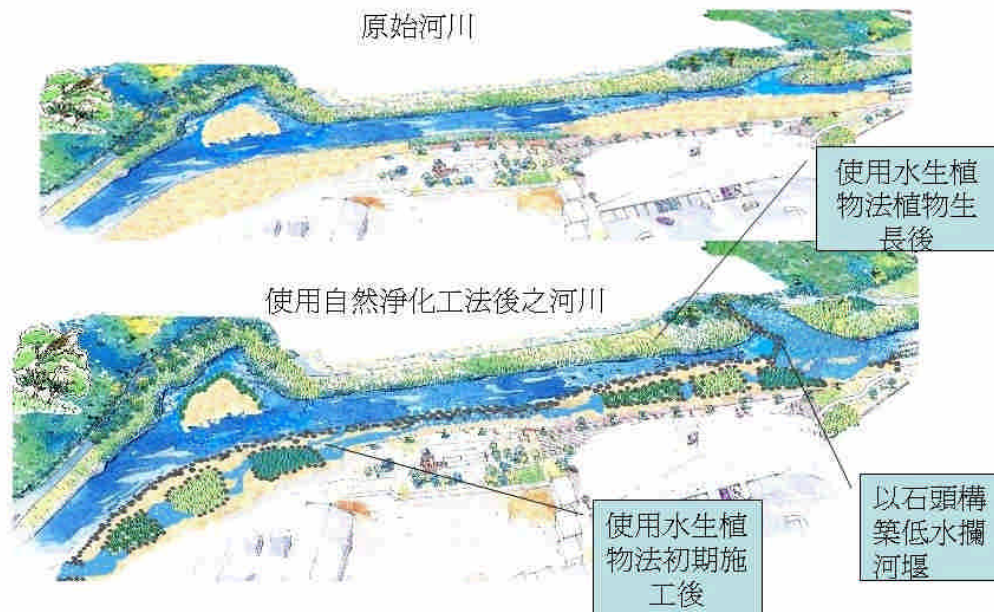 原始河川
使用水生植
物法植物生
長後
使用自然淨化工法後之河川
使用水生植
物法初期施
工後
以石頭構
築低水攔
河堰